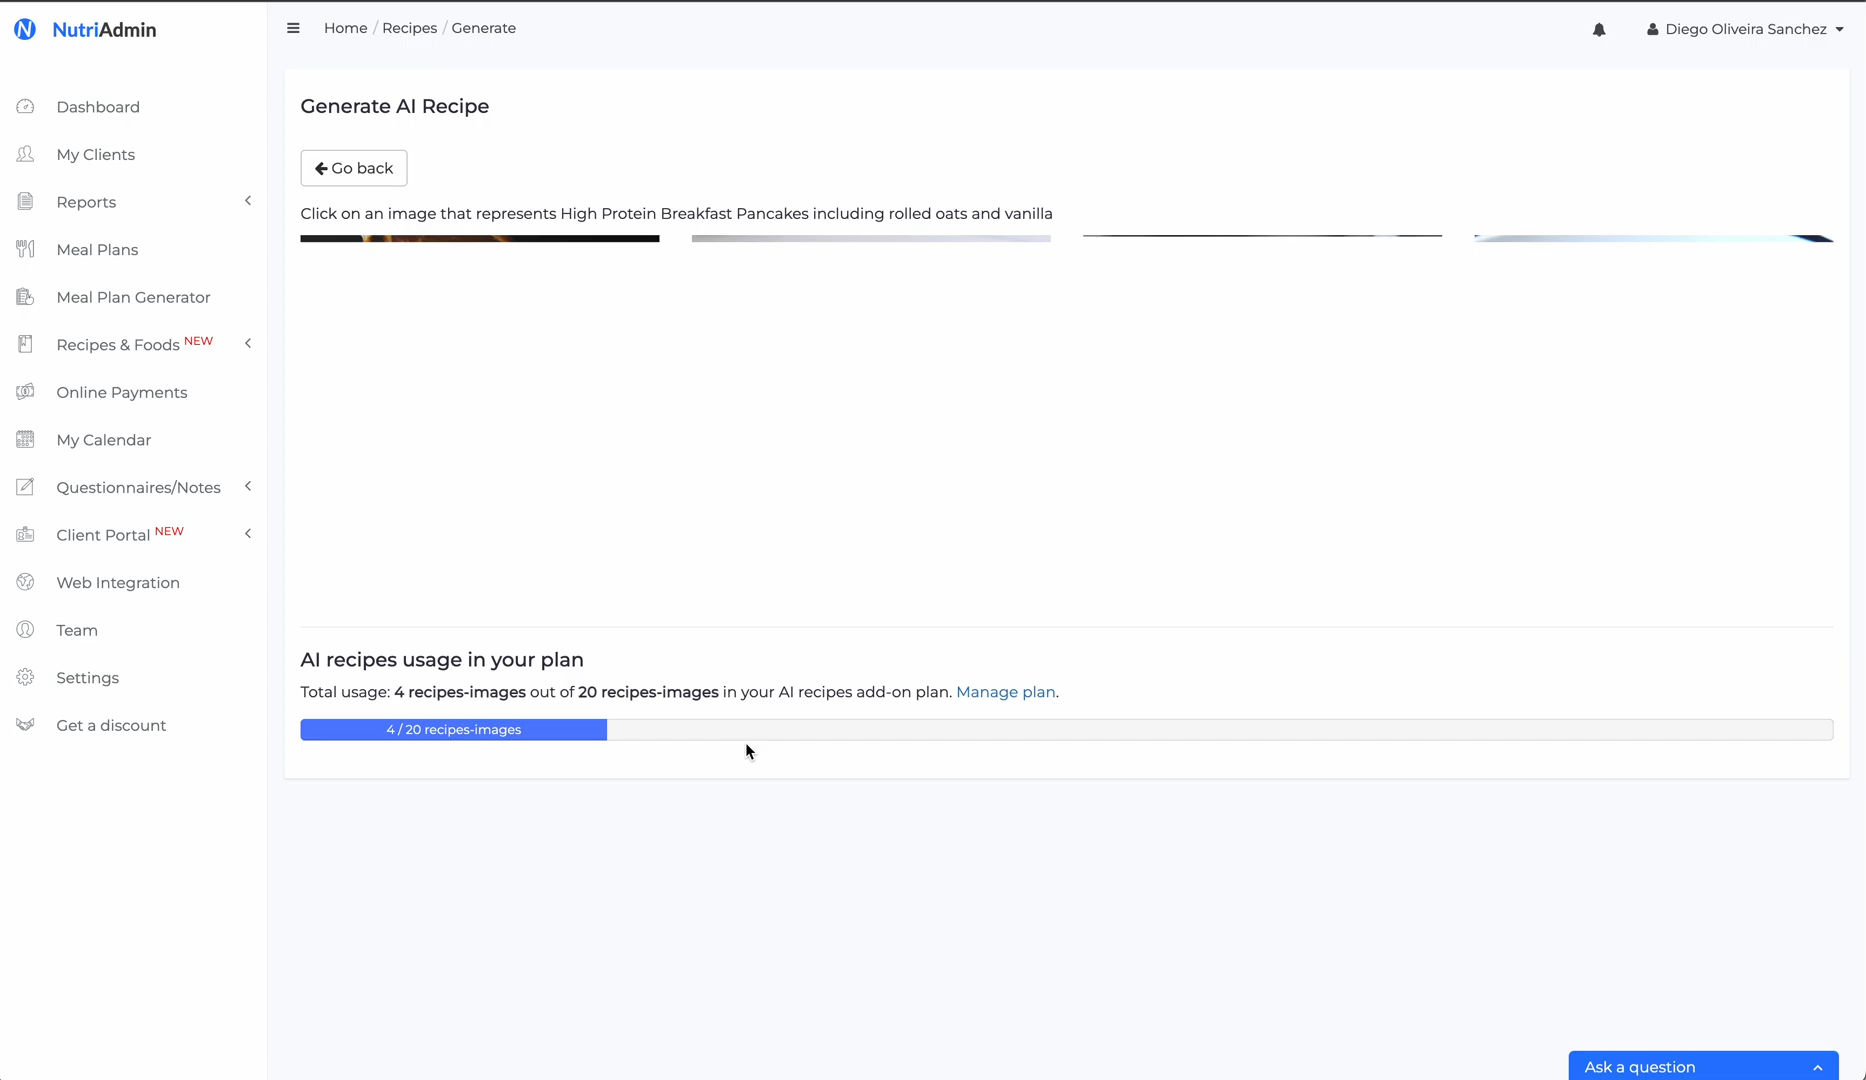 NutriAdmin
Home / Recipes / Generate
Diego Oliveira Sanchez
Dashboard
My Clients
Reports
Meal Plans
Meal Plan Generator
Recipes & Foods NEW
Online Payments
My Calendar
Questionnaires/Notes
Client Portal NEW
Web Integration
Team
Settings
Get a discount
Generate AI Recipe
Go back
Click on an image that represents High Protein Breakfast Pancakes including rolled oats and vanilla
AI recipes usage in your plan
Total usage: 4 recipes-images out of 20 recipes-images in your AI recipes add-on plan. Manage plan.
4 / 20 recipes-images
Ask a question